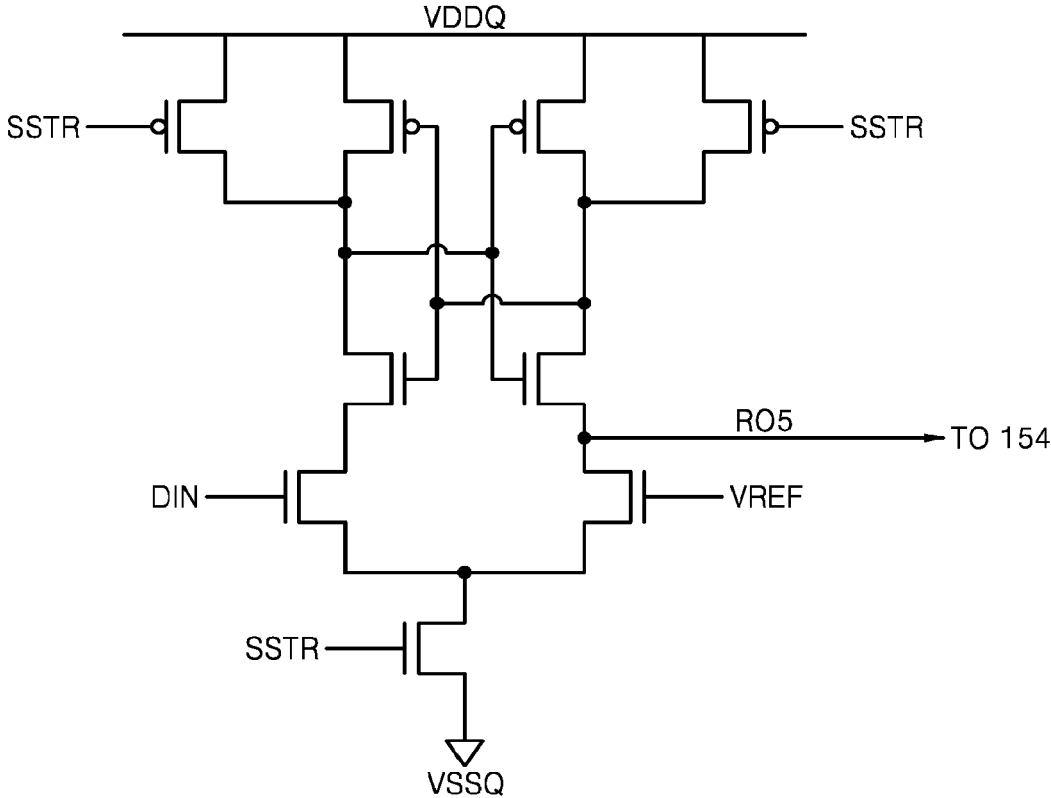 VDDQ
SSTR
SSTR
RO5
TO 154
DIN
VREF
SSTR
VSSQ